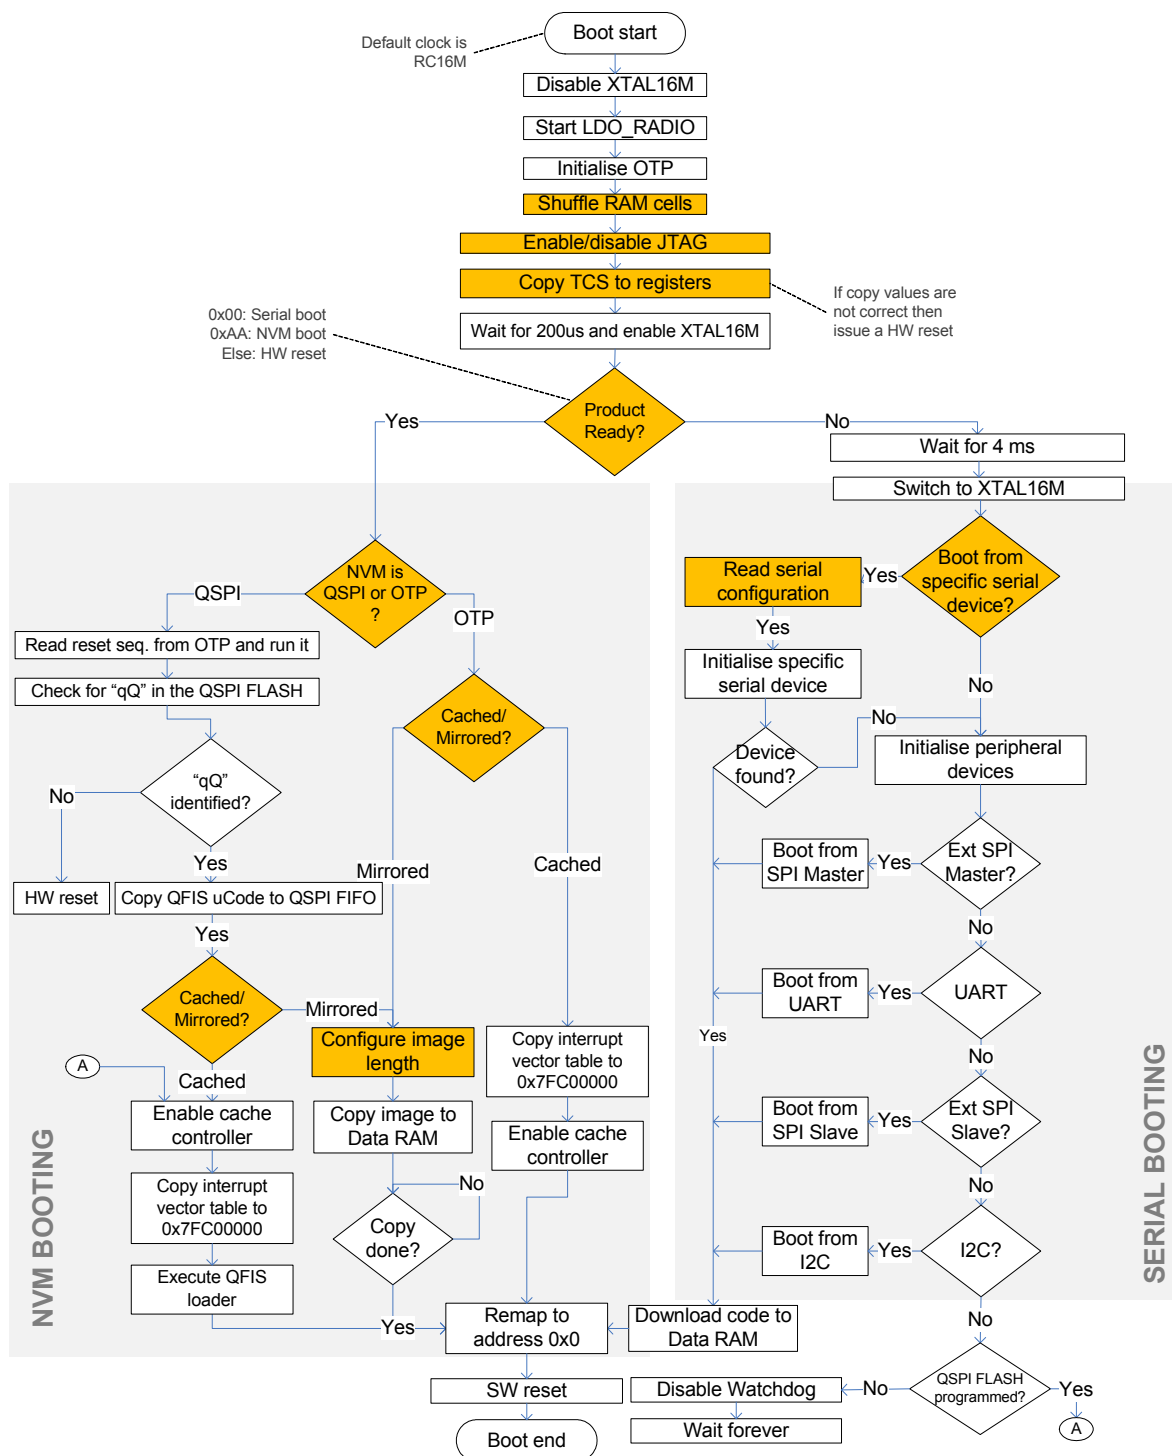 Boot start
Default clock is
RC16M
Disable XTAL16M
Start LDO_RADIO
Initialise OTP
Shuffle RAM cells
Enable/disable JTAG
Copy TCS to registers
If copy values are
not correct then
issue a HW reset
0x00: Serial boot
0xAA: NVM boot
Else: HW reset
Wait for 200us and enable XTAL16M
Product
Ready?
Yes
No
Wait for 4 ms
Switch to XTAL16M
NVM is
QSPI or OTP
?
QSPI
OTP
Read reset seq. from OTP and run it
Check for “qQ” in the QSPI FLASH
“qQ”
identified?
No
Yes
HW reset
Copy QFIS uCode to QSPI FIFO
Yes
Cached/
Mirrored?
Mirrored
Cached
Cached/
Mirrored?
Mirrored
Cached
A
Enable cache
controller
Copy interrupt
vector table to
0x7FC00000
Execute QFIS
loader
Configure image
length
Copy image to
Data RAM
No
Copy
done?
Yes
Copy interrupt
vector table to
0x7FC00000
Enable cache
controller
Remap to
address 0x0
SW reset
Boot end
NVM BOOTING
Boot from
specific serial
device?
Yes
Read serial
configuration
Yes
Initialise specific
serial device
No
Device
found?
No
Initialise peripheral
devices
Ext SPI
Master?
Yes
Boot from
SPI Master
No
UART
Yes
Boot from
UART
Yes
No
Ext SPI
Slave?
Yes
Boot from
SPI Slave
No
I2C?
Yes
Boot from
I2C
No
Download code to
Data RAM
SERIAL BOOTING
QSPI FLASH
programmed?
Yes
A
No
Disable Watchdog
Wait forever